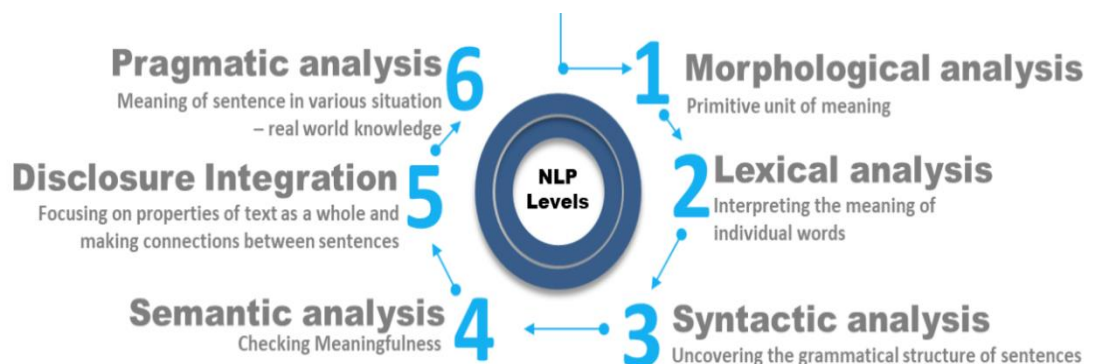 NLP
Levels
1
Morphological analysis
Primitive unit of meaning
2
Lexical analysis
Interpreting the meaning of
individual words
3
Syntactic analysis
Uncovering the grammatical structure of sentences
4
Semantic analysis
Checking Meaningfulness
5
Disclosure Integration
Focusing on properties of text as a whole and
making connections between sentences
6
Pragmatic analysis
Meaning of sentence in various situation
– real world knowledge